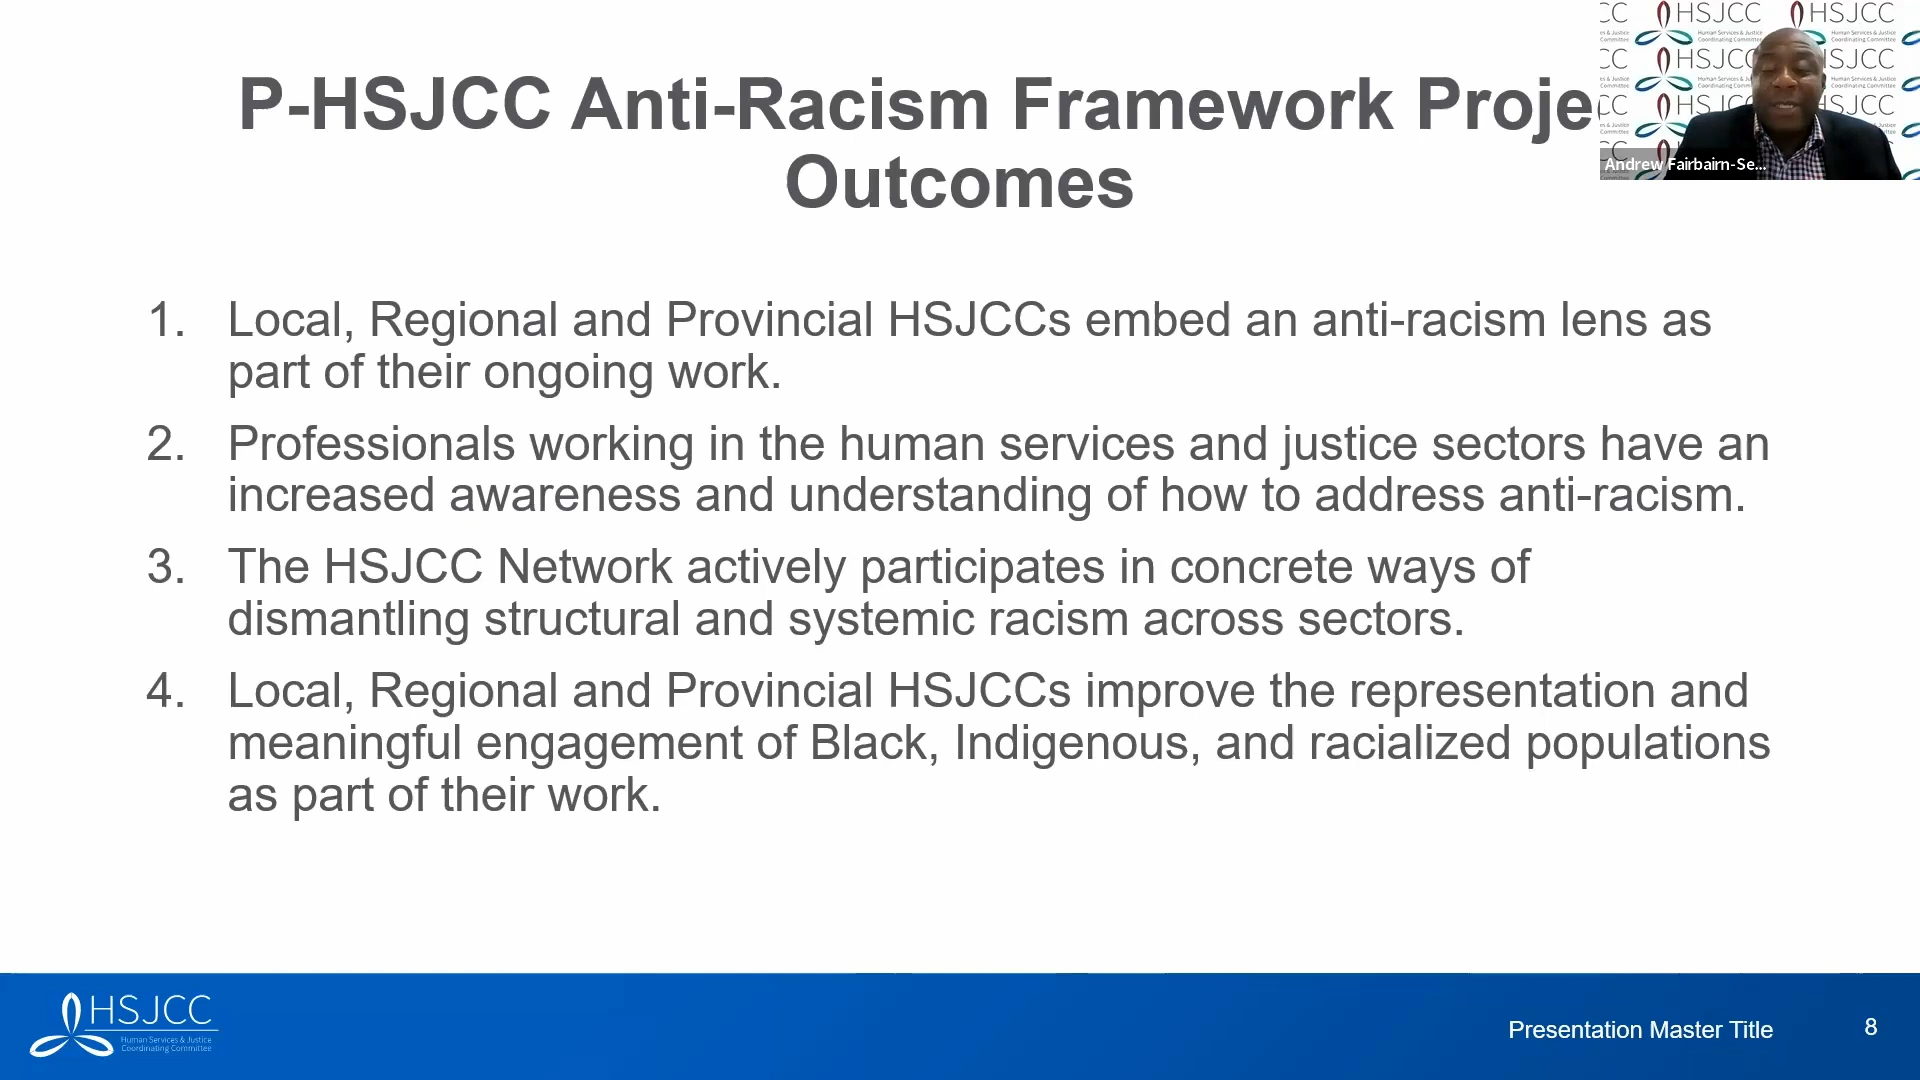 P-HSJCC Anti-Racism Framework Proje
Outcomes
HSJCC
HSJCC
Andrew Fairbairn-Se...
1. Local, Regional and Provincial HSJCCs embed an anti-racism lens as
part of their ongoing work.
2. Professionals working in the human services and justice sectors have an
increased awareness and understanding of how to address anti-racism.
3. The HSJCC Network actively participates in concrete ways of
dismantling structural and systemic racism across sectors.
4. Local, Regional and Provincial HSJCCs improve the representation and
meaningful engagement of Black, Indigenous, and racialized populations
as part of their work.
HSJCC
Human Services & Justice
Coordinating Committee
Presentation Master Title
8